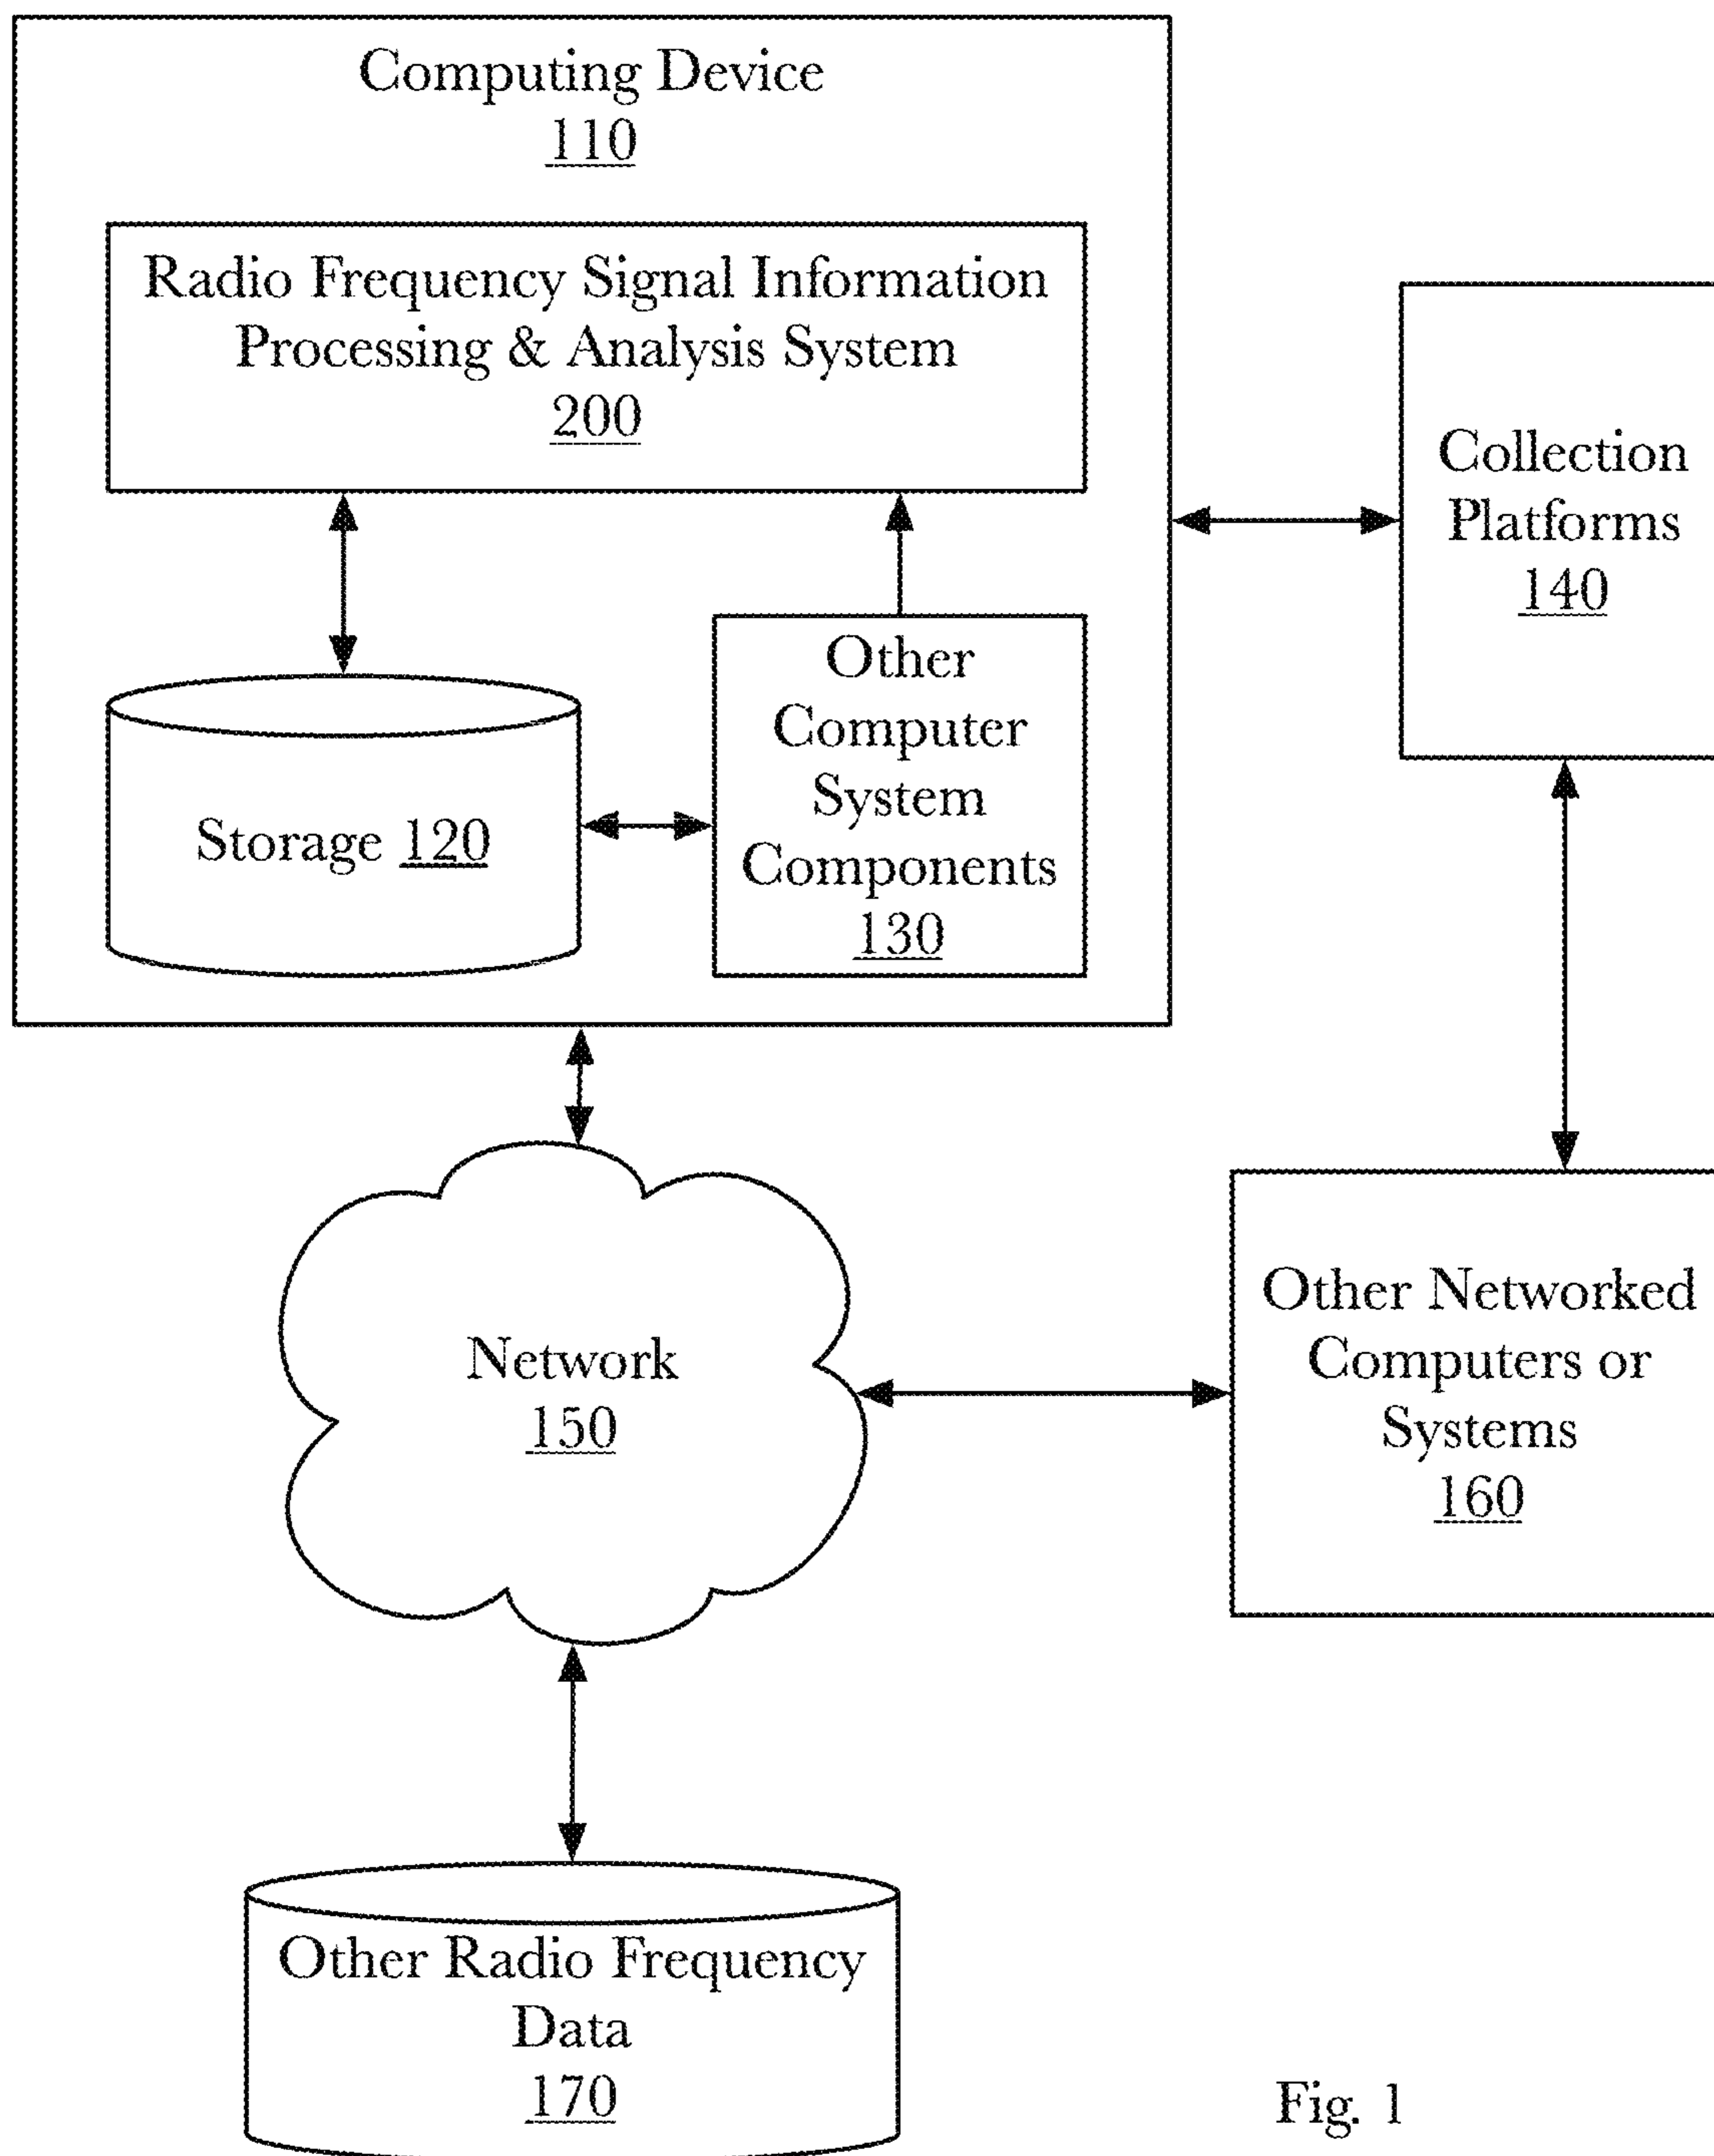 Computing Device
110
Radio Frequency Signal Information
Processing & Analysis System
200
Collection
Platforms
140
Other
Computer
System
Components
130
Storage 120
Network
150
Other Networked
Computers or
Systems
160
Other Radio Frequency
Data
170
Fig. 1